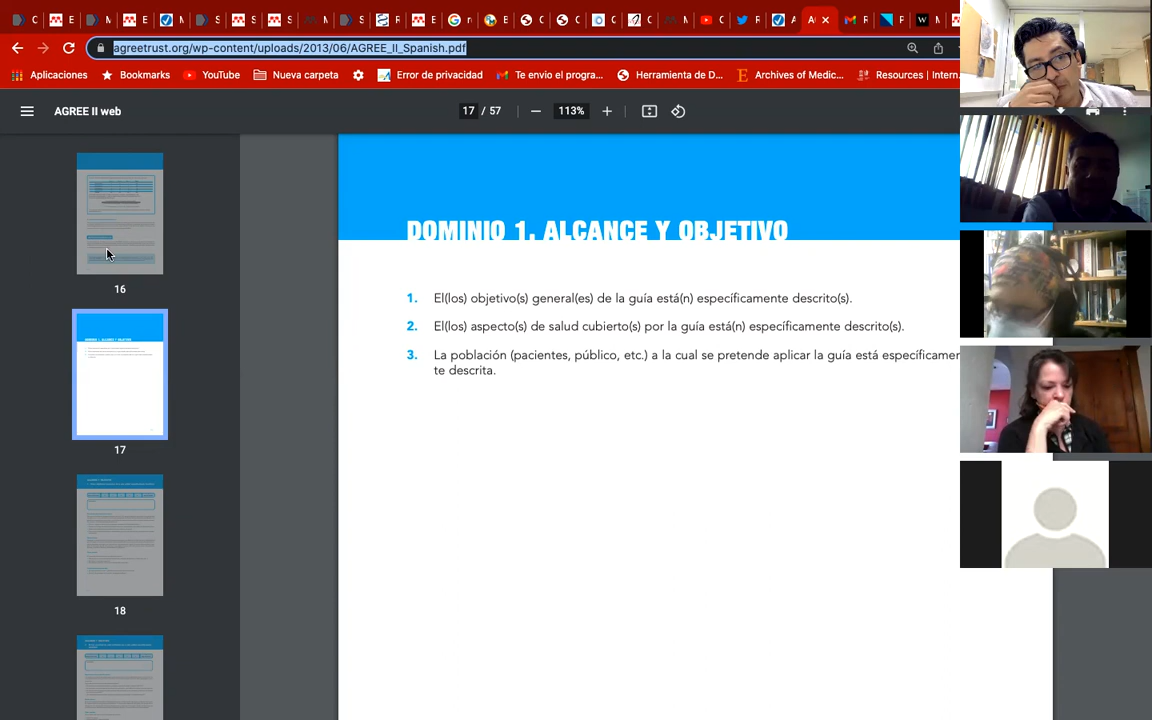 agreetrust.org/wp-content/uploads/2013/06/AGREE_II_Spanish.pdf
Aplicaciones Bookmarks YouTube Nueva carpeta Error de privacidad Te envio el progra... Herramienta de D... Archives of Medic... Resources | Intern...
AGREE II web 17 / 57 113%
DOMINIO 1. ALCANCE Y OBJETIVO
1. El(los) objetivo(s) general(es) de la guía está(n) específicamente descrito(s).
2. El(los) aspecto(s) de salud cubierto(s) por la guía está(n) específicamente descrito(s).
3. La población (pacientes, público, etc.) a la cual se pretende aplicar la guía está específicamen
te descrita.
16
17
18